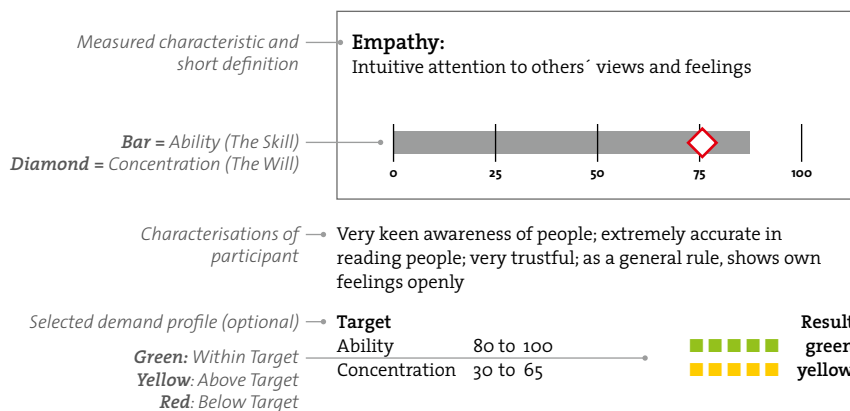 Measured characteristic and
short definition
Empathy:
Intuitive attention to others´ views and feelings
Bar = Ability (The Skill)
Diamond = Concentration (The Will)
0 25 50 75 100
Characterisations of
participant
Very keen awareness of people; extremely accurate in
reading people; very trustful; as a general rule, shows own
feelings openly
Selected demand profile (optional)
Target Result
Ability 80 to 100 green
Concentration 30 to 65 yellow
Green: Within Target
Yellow: Above Target
Red: Below Target